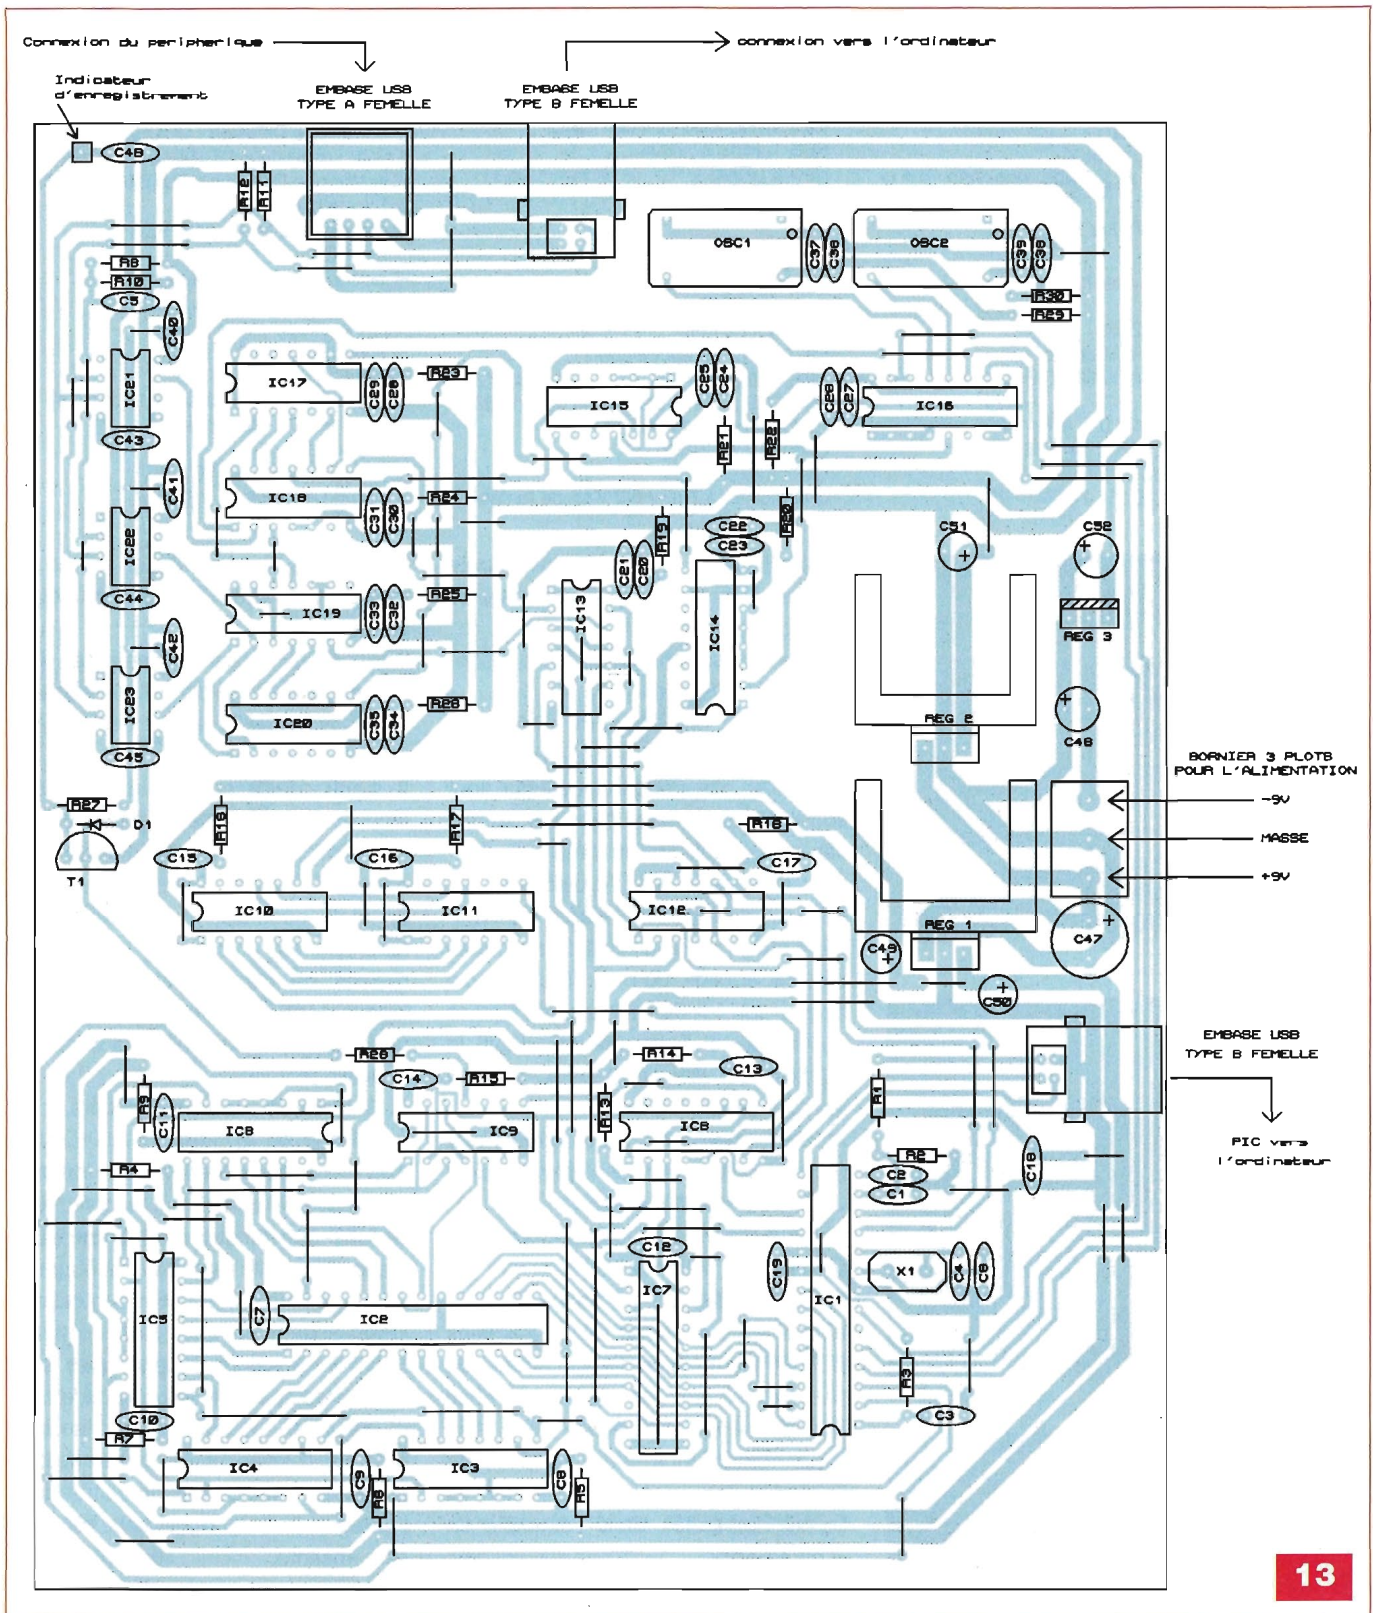 Connexion du peripherique
connexion vers l'ordinateur
Indicateur
d'enregistrement
EMBASE USB
TYPE A FEMELLE
EMBASE USB
TYPE B FEMELLE
C48
R12
R11
OSC1
C37
C36
OSC2
C39
C38
R8
R10
C5
C40
R30
R29
IC21
IC17
C29
C28
R23
C25
C24
IC15
C26
C27
IC16
C43
R21
R22
C41
IC18
C31
C30
R24
R19
C22
C23
R20
C51
C52
IC22
C21
C20
C44
IC19
C33
C32
R25
IC13
IC14
REG 3
C42
IC23
IC20
C35
C34
R26
REG 2
C48
C45
BORNIER 3 PLOTS
POUR L'ALIMENTATION
-9V
R27
D1
R16
R17
R18
MASSE
T1
C15
C16
C17
+9V
IC10
IC11
IC12
REG 1
C47
C49
C50
EMBASE USB
TYPE B FEMELLE
R28
R14
C14
R15
C13
R9
C11
R13
R1
IC6
IC9
IC8
PIC vers
l'ordinateur
R4
R2
C2
C1
C18
C12
C19
X1
C4
C6
IC7
IC5
C7
IC2
IC1
R3
C10
C3
R7
IC4
C9
R6
IC3
C8
R5
13